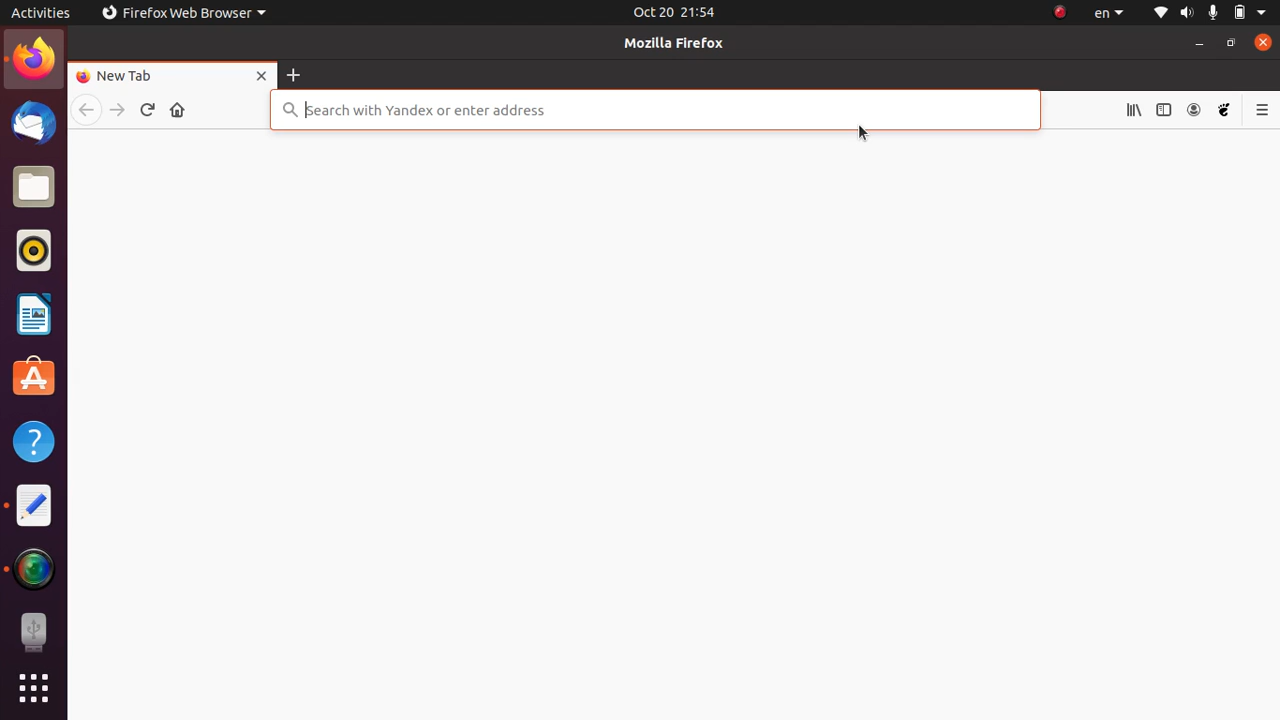 Activities
Firefox Web Browser
Oct 20 21:54
en
Mozilla Firefox
New Tab
Search with Yandex or enter address